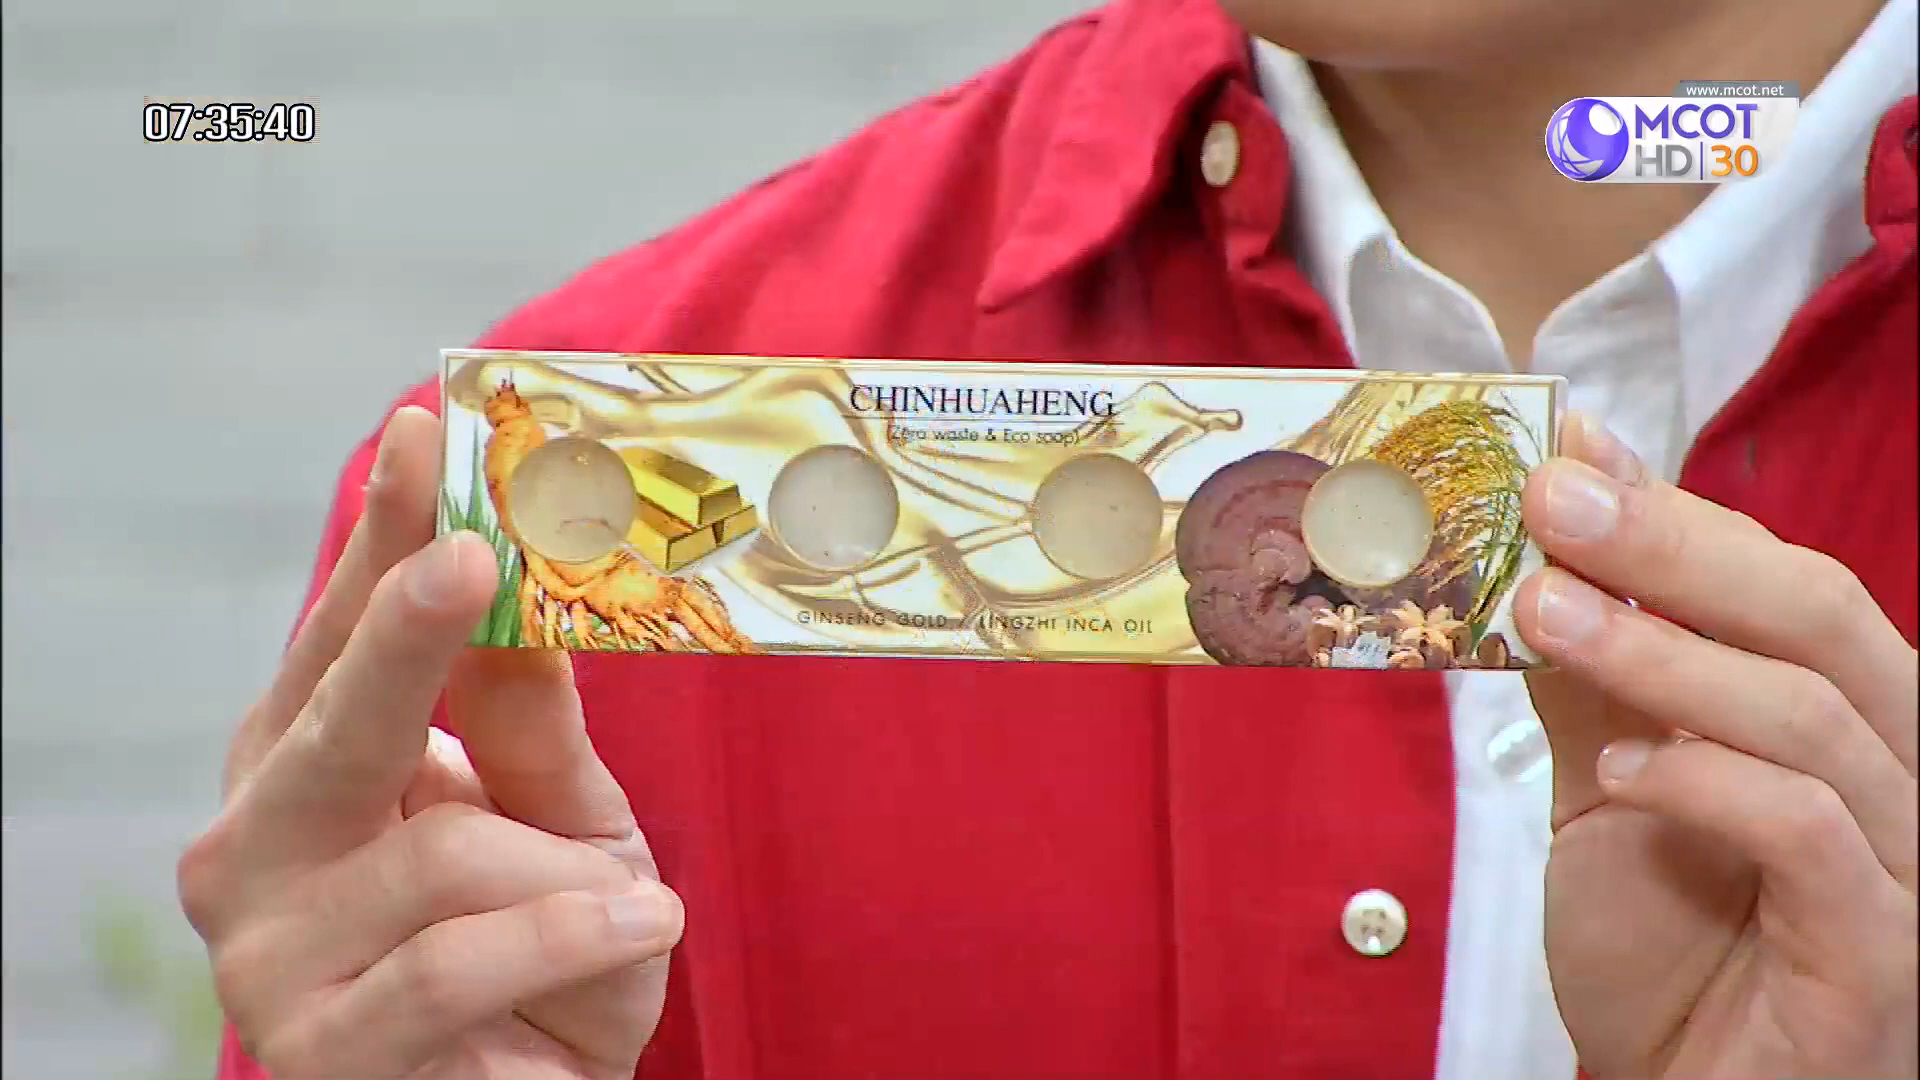 07:35:40
www.mcot.net
MCOT
HD 30
CHINHUAHENG
(Zero waste & Eco soap)
GINSENG GOLD / LINGZHI INCA OIL